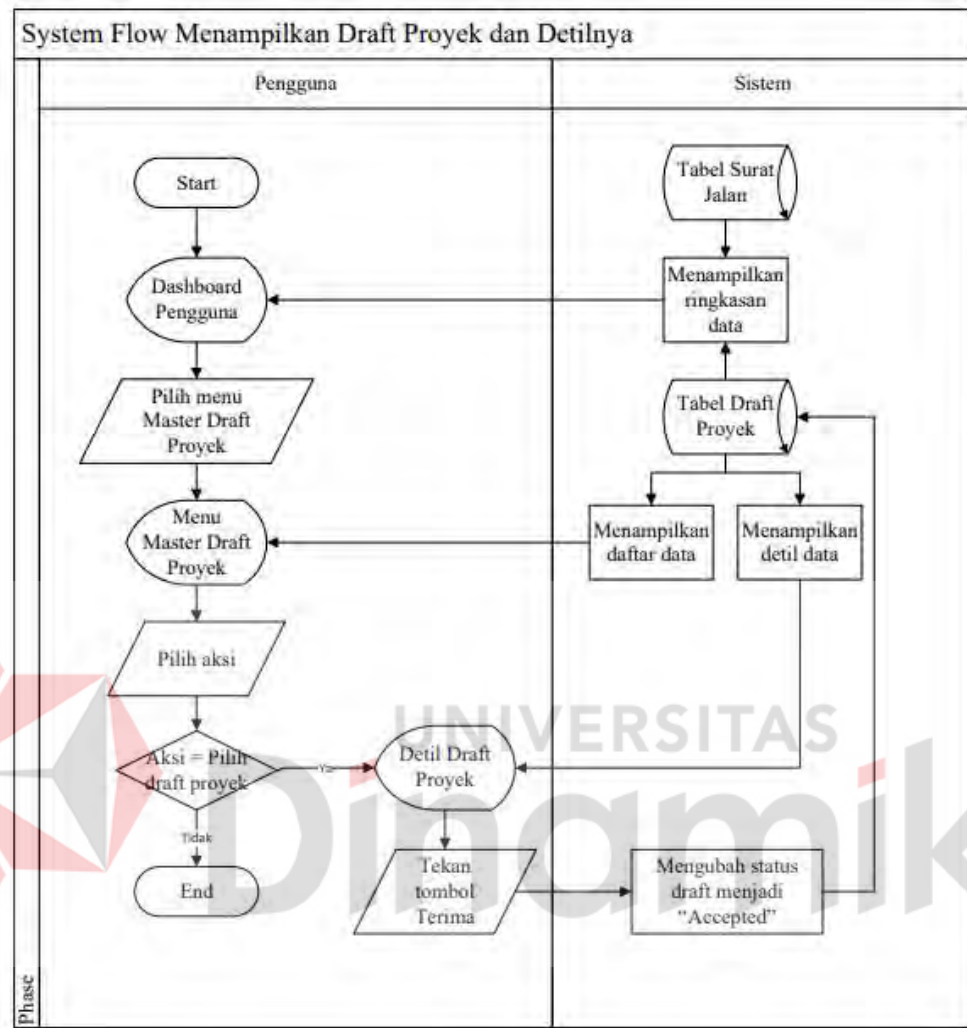 System Flow Menampilkan Draft Proyek dan Detilnya
Pengguna
Sistem
Start
Tabel Surat
Jalan
Dashboard
Pengguna
Menampilkan
ringkasan
data
Pilih menu
Master Draft
Proyek
Tabel Draft
Proyek
Menu
Master Draft
Proyek
Menampilkan
daftar data
Menampilkan
detil data
Pilih aksi
UNIVERSITAS
Dinamik
Aksi = Pilih
draft proyek
Ya
Detil Draft
Proyek
Tidak
End
Tekan
tombol
Terima
Mengubah status
draft menjadi
“Accepted”
Phase